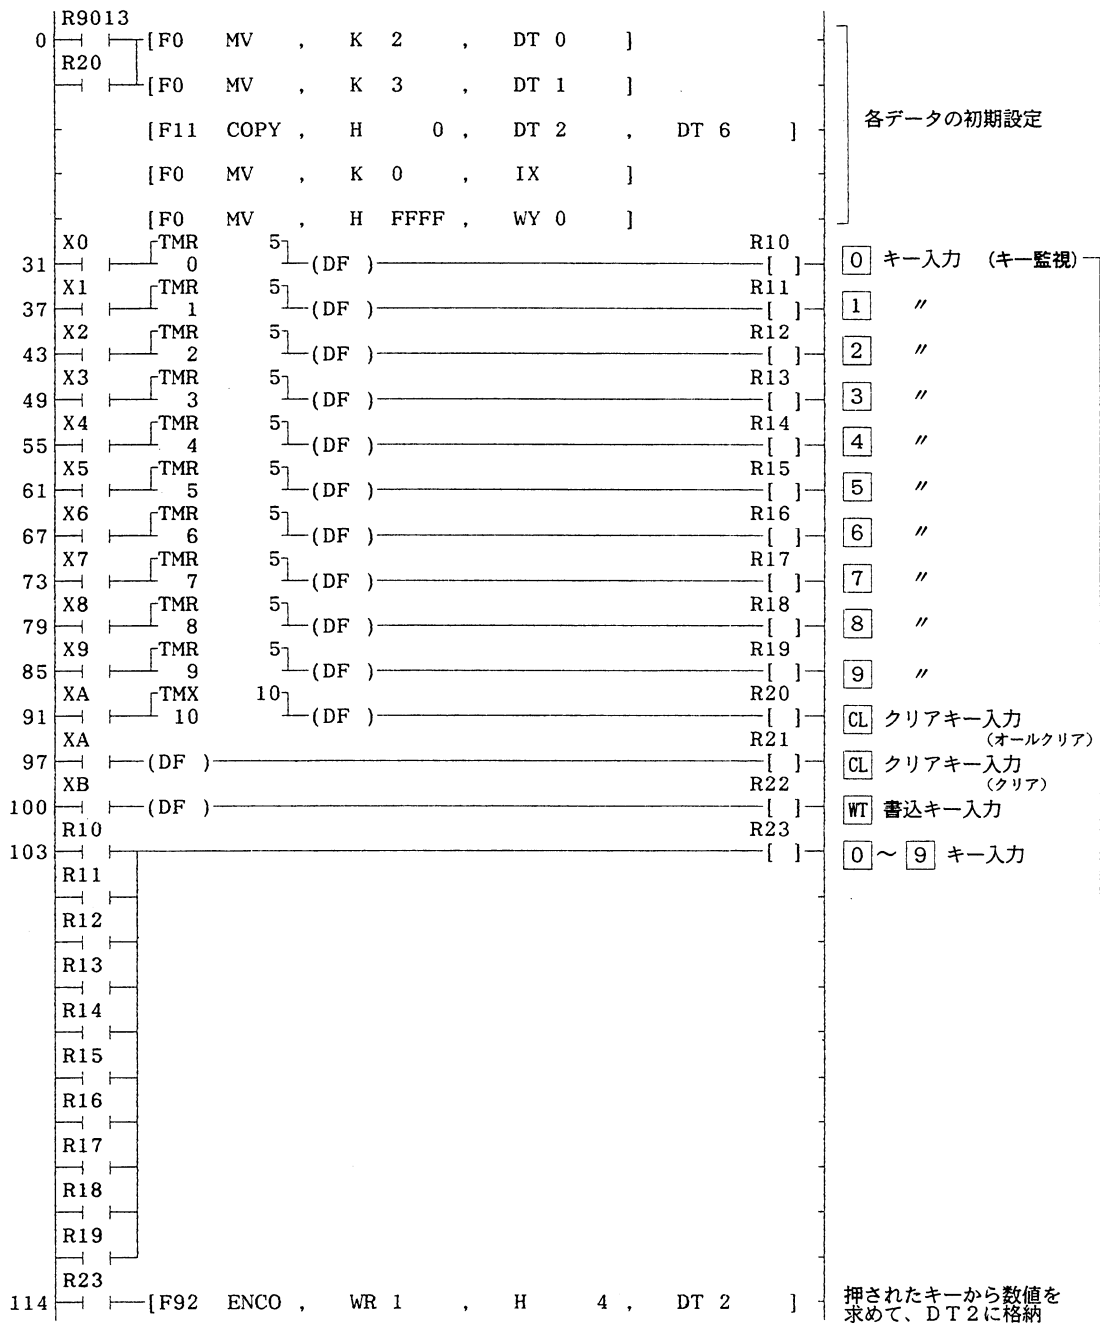 R9013
0 [F0 MV , K 2 , DT 0 ]
R20
[F0 MV , K 3 , DT 1 ]
[F11 COPY , H 0 , DT 2 , DT 6 ]
各データの初期設定
[F0 MV , K 0 , IX ]
[F0 MV , H FFFF , WY 0 ]
X0 TMR 5 R10
31 0 (DF ) [ ] 0 キー入力 (キー監視)
X1 TMR 5 R11
37 1 (DF ) [ ] 1 〃
X2 TMR 5 R12
43 2 (DF ) [ ] 2 〃
X3 TMR 5 R13
49 3 (DF ) [ ] 3 〃
X4 TMR 5 R14
55 4 (DF ) [ ] 4 〃
X5 TMR 5 R15
61 5 (DF ) [ ] 5 〃
X6 TMR 5 R16
67 6 (DF ) [ ] 6 〃
X7 TMR 5 R17
73 7 (DF ) [ ] 7 〃
X8 TMR 5 R18
79 8 (DF ) [ ] 8 〃
X9 TMR 5 R19
85 9 (DF ) [ ] 9 〃
XA TMX 10 R20
91 10 (DF ) [ ] CL クリアキー入力
(オールクリア)
XA R21
97 (DF ) [ ] CL クリアキー入力
(クリア)
XB R22
100 (DF ) [ ] WT 書込キー入力
R10 R23
103 [ ] 0 〜 9 キー入力
R11
R12
R13
R14
R15
R16
R17
R18
R19
R23
114 [F92 ENCO , WR 1 , H 4 , DT 2 ]
押されたキーから数値を
求めて、DT2に格納